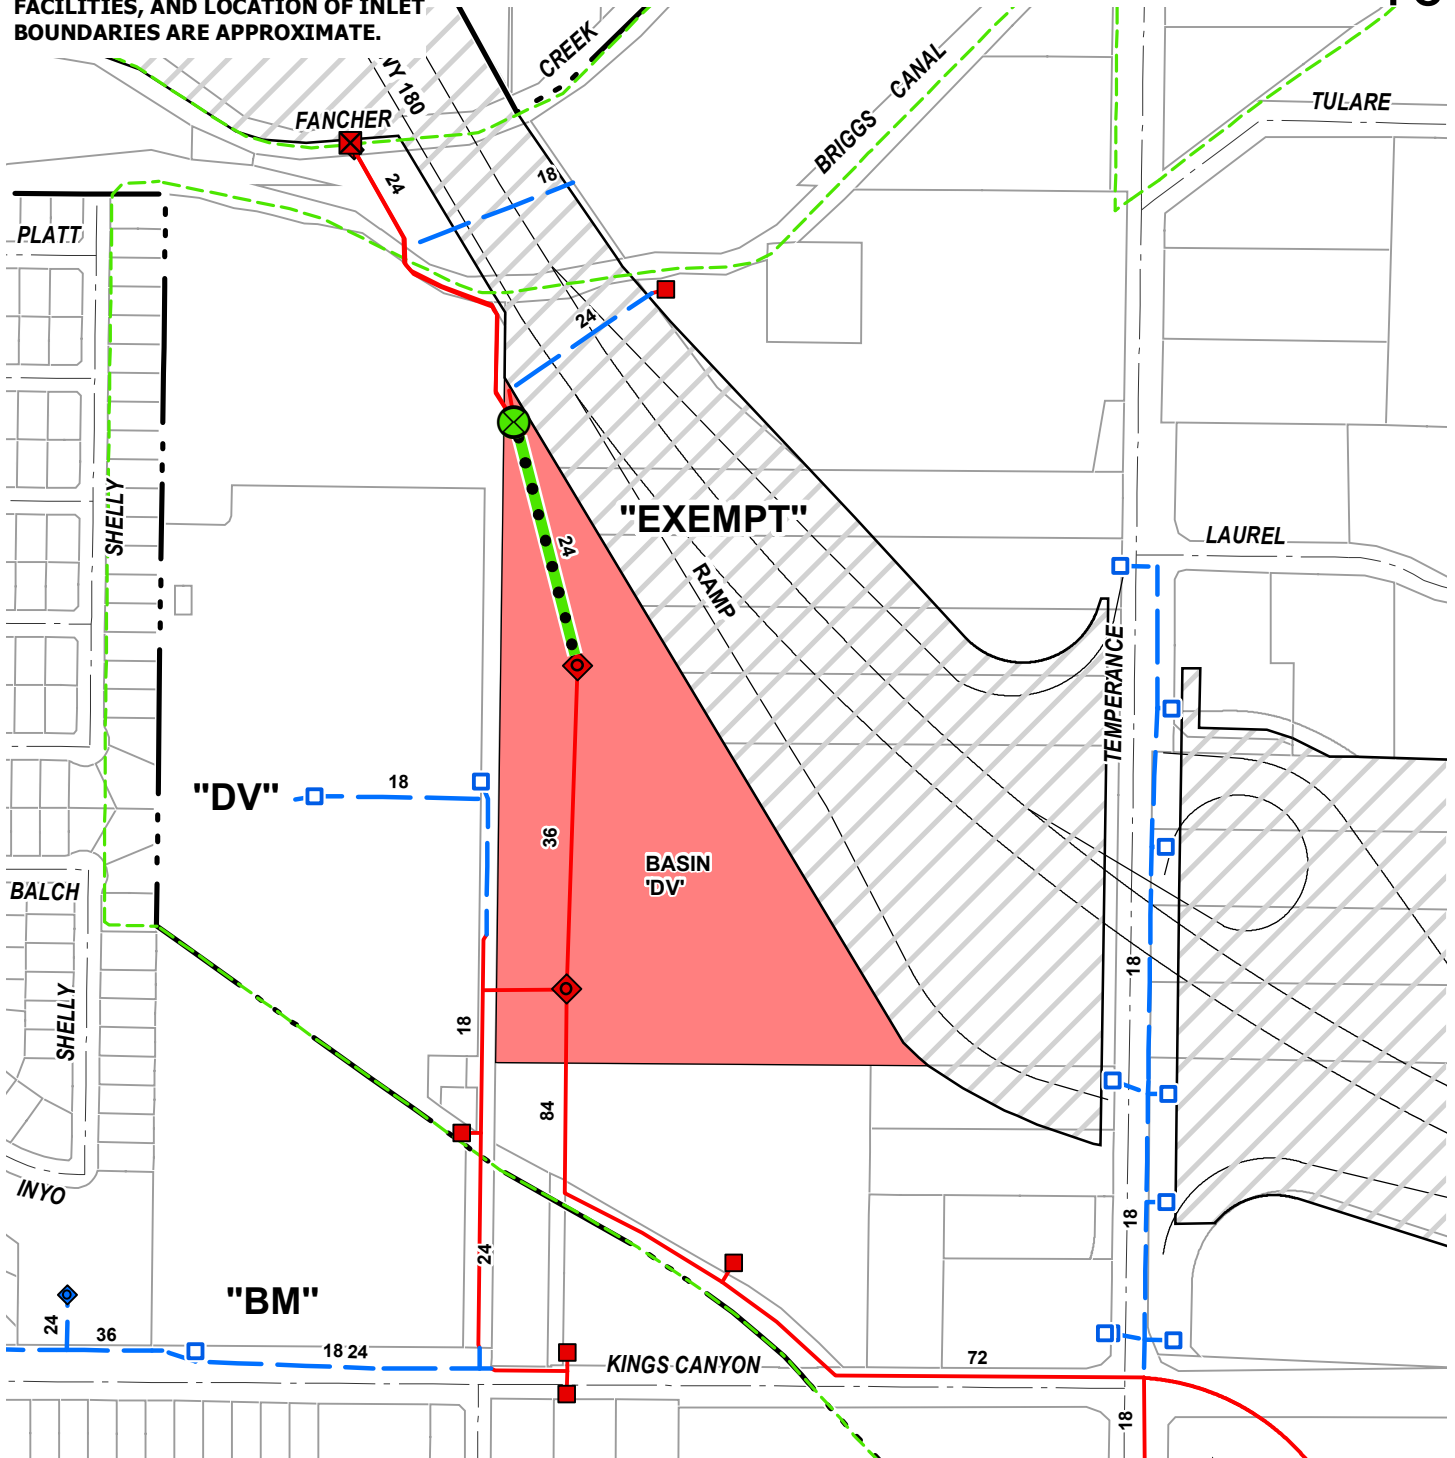 FACILITIES, AND LOCATION OF INLET
BOUNDARIES ARE APPROXIMATE.
CREEK
BRIGGS CANAL
TULARE
180
FANCHER
24
18
PLATT
24
SHELLY
"EXEMPT"
LAUREL
24
RAMP
TEMPERANCE
"DV"
18
36
BASIN
'DV'
BALCH
18
SHELLY
18
84
INYO
18
24
"BM"
24
36
18 24
KINGS CANYON
72
18